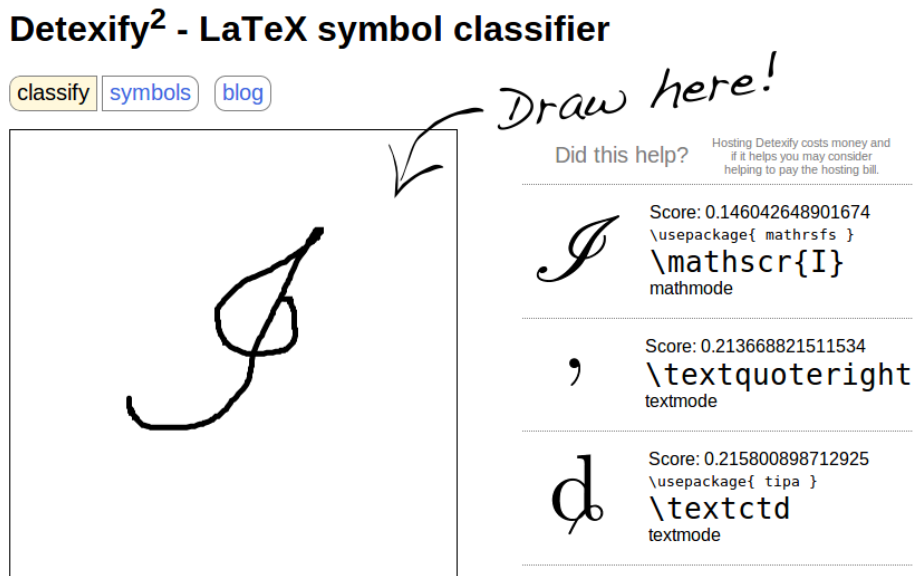 Detexify² - LaTeX symbol classifier
classify symbols blog
Draw here!
Did this help?
Hosting Detexify costs money and
if it helps you may consider
helping to pay the hosting bill.
Score: 0.146042648901674
\usepackage{ mathrsfs }
\mathscr{I}
mathmode
Score: 0.213668821511534
\textquoteright
textmode
Score: 0.215800898712925
\usepackage{ tipa }
\textctd
textmode